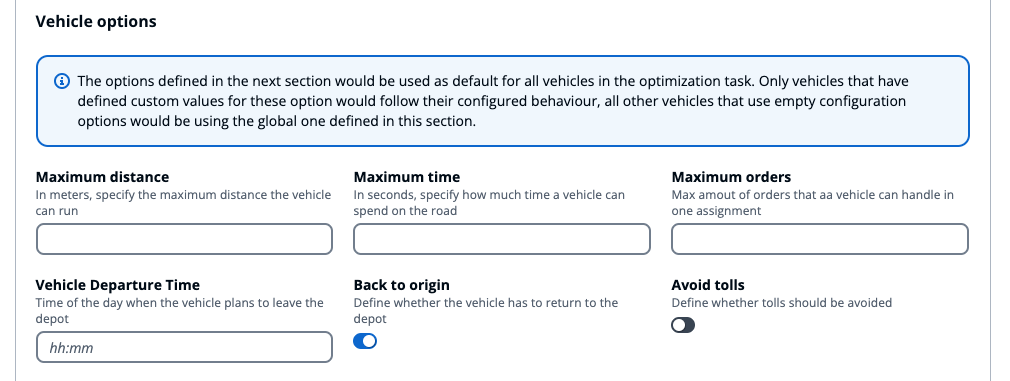 Vehicle options
The options defined in the next section would be used as default for all vehicles in the optimization task. Only vehicles that have
defined custom values for these option would follow their configured behaviour, all other vehicles that use empty configuration
options would be using the global one defined in this section.
Maximum distance
In meters, specify the maximum distance the vehicle
can run
Maximum time
In seconds, specify how much time a vehicle can
spend on the road
Maximum orders
Max amout of orders that aa vehicle can handle in
one assignment
Vehicle Departure Time
Time of the day when the vehicle plans to leave the
depot
hh:mm
Back to origin
Define whether the vehicle has to return to the
depot
Avoid tolls
Define whether tolls should be avoided